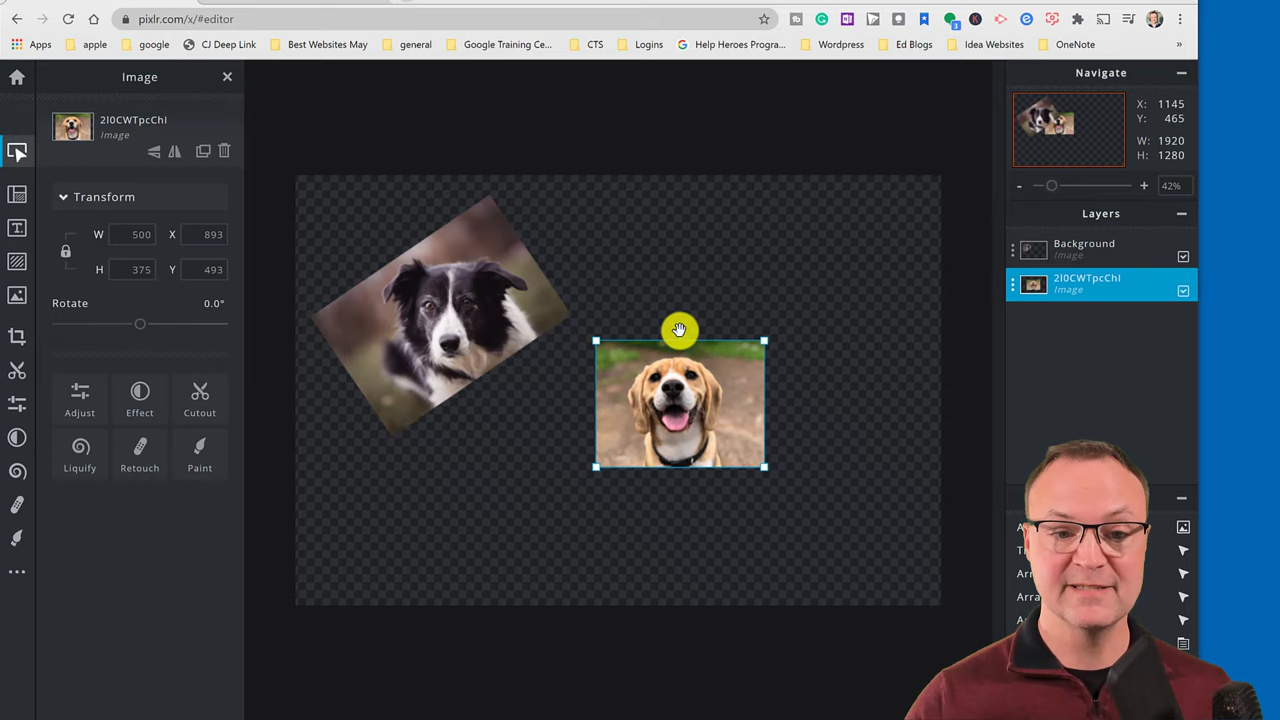 pixlr.com/x/#editor
Apps apple google CJ Deep Link Best Websites May general Google Training Ce... CTS Logins Help Heroes Progra... Wordpress Ed Blogs Idea Websites OneNote »
Image
2l0CWTpcChI
Image
Transform
W 500 X 893
H 375 Y 493
Rotate 0.0°
Adjust Effect Cutout
Liquify Retouch Paint
Navigate
X: 1145
Y: 465
W: 1920
H: 1280
- + 42%
Layers
Background
Image
2l0CWTpcChI
Image